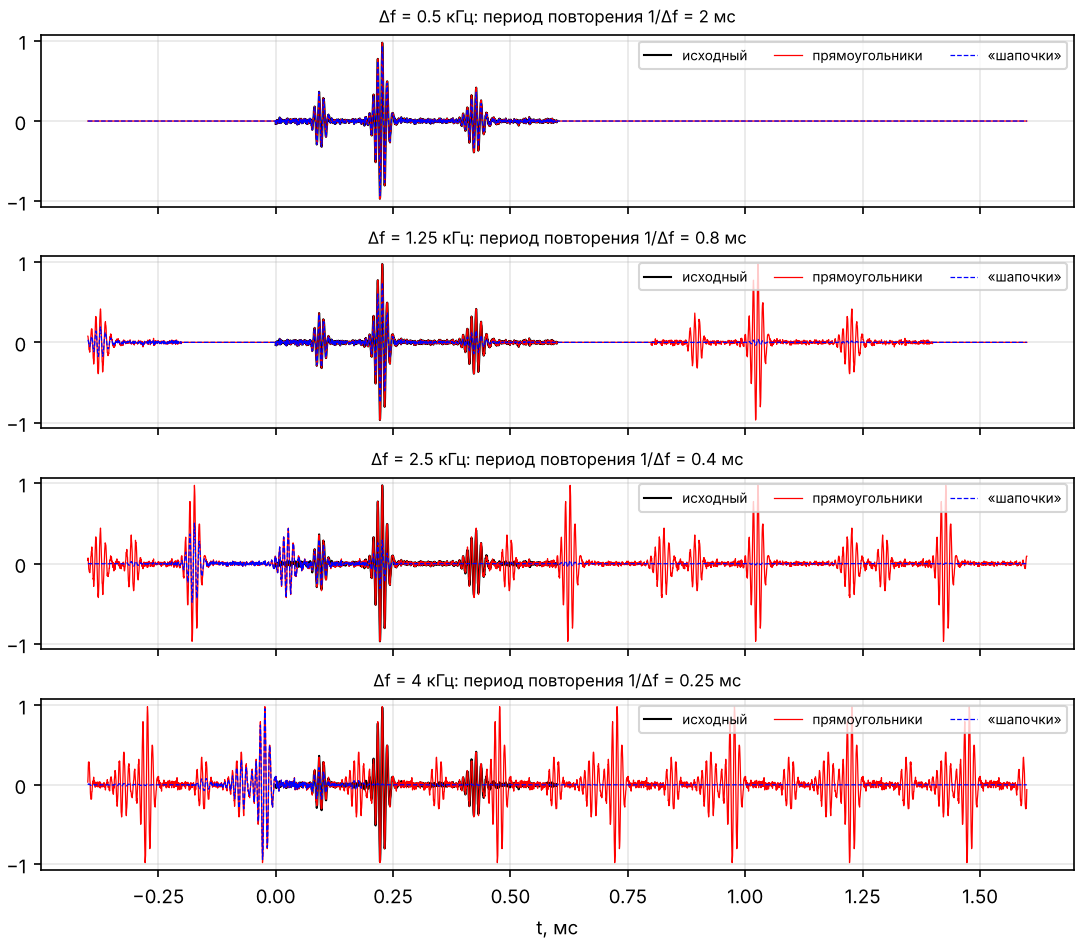 Δf = 0.5 кГц: период повторения 1/Δf = 2 мс
исходный прямоугольники «шапочки»
1
0
−1
Δf = 1.25 кГц: период повторения 1/Δf = 0.8 мс
исходный прямоугольники «шапочки»
1
0
−1
Δf = 2.5 кГц: период повторения 1/Δf = 0.4 мс
исходный прямоугольники «шапочки»
1
0
−1
Δf = 4 кГц: период повторения 1/Δf = 0.25 мс
исходный прямоугольники «шапочки»
1
0
−1
−0.25 0.00 0.25 0.50 0.75 1.00 1.25 1.50
t, мс